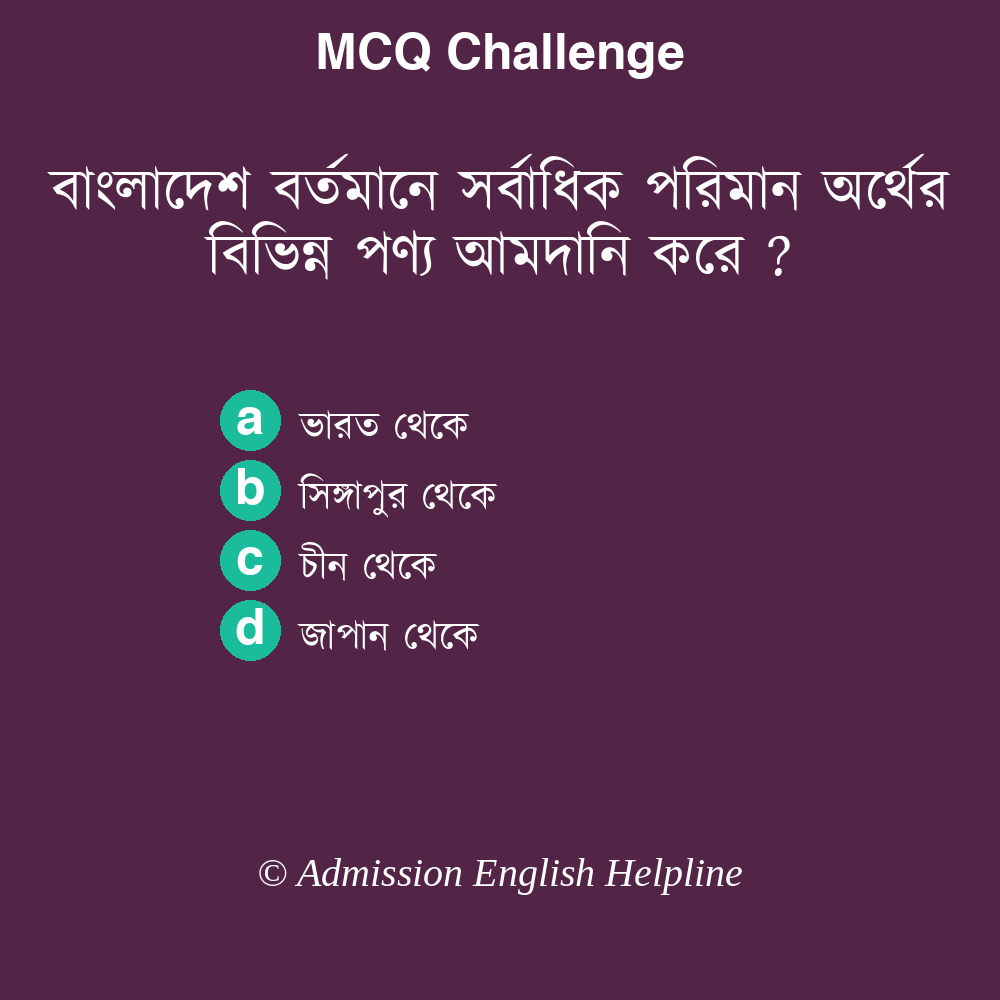 MCQ Challenge
বাংলাদেশ বর্তমানে সর্বাধিক পরিমান অর্থের
বিভিন্ন পণ্য আমদানি করে ?
a ভারত থেকে
b সিঙ্গাপুর থেকে
c চীন থেকে
d জাপান থেকে
© Admission English Helpline